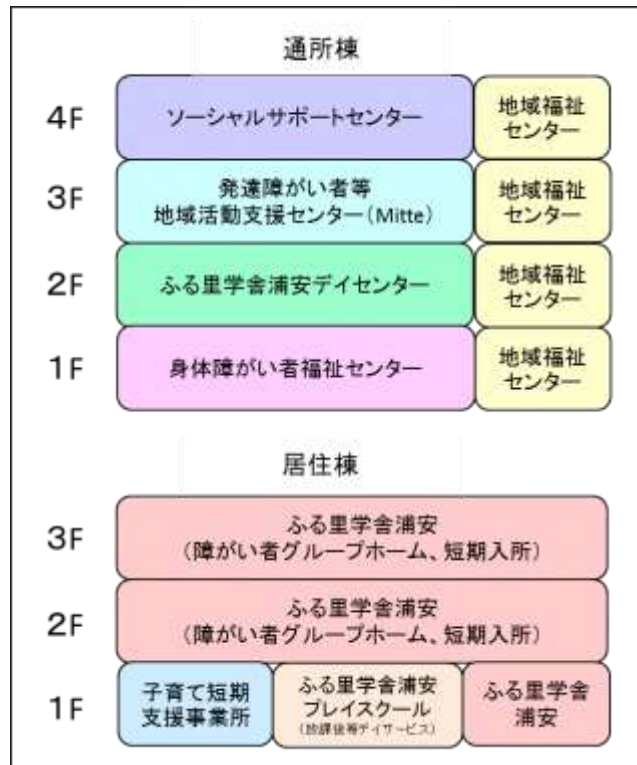 通所棟
4F
ソーシャルサポートセンター
地域福祉
センター
3F
発達障がい者等
地域活動支援センター(Mitte)
地域福祉
センター
2F
ふる里学舎浦安デイセンター
地域福祉
センター
1F
身体障がい者福祉センター
地域福祉
センター
居住棟
3F
ふる里学舎浦安
(障がい者グループホーム、短期入所)
2F
ふる里学舎浦安
(障がい者グループホーム、短期入所)
1F
子育て短期
支援事業所
ふる里学舎浦安
プレイスクール
(放課後等デイサービス)
ふる里学舎
浦安